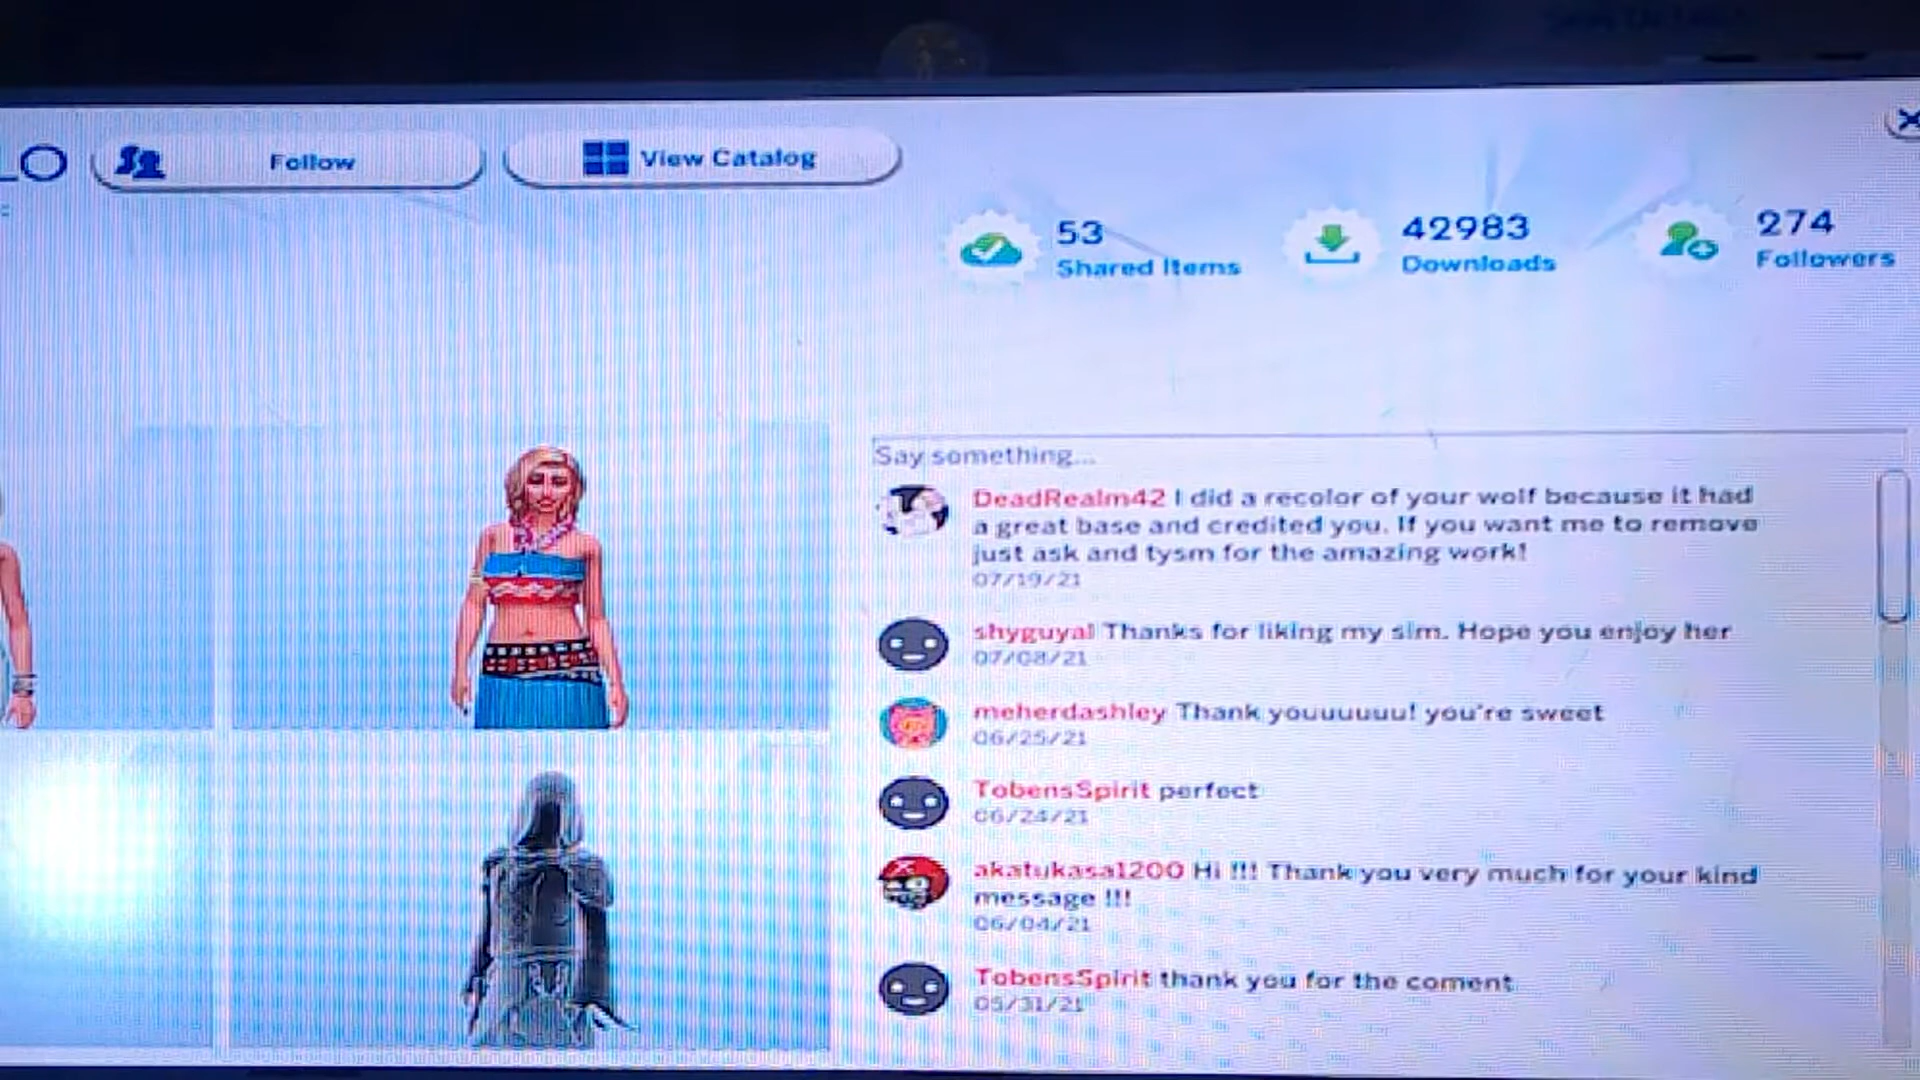 LO
Follow
View Catalog
53
Shared Items
42983
Downloads
274
Followers
Say something...
DeadRealm42 I did a recolor of your wolf because it had
a great base and credited you. If you want me to remove
just ask and tysm for the amazing work!
07/19/21
shyguyal Thanks for liking my sim. Hope you enjoy her
07/08/21
meherdashley Thank youuuuuu! you're sweet
06/25/21
TobensSpirit perfect
06/24/21
akatukasa1200 Hi !!! Thank you very much for your kind
message !!!
06/04/21
TobensSpirit thank you for the coment
05/31/21